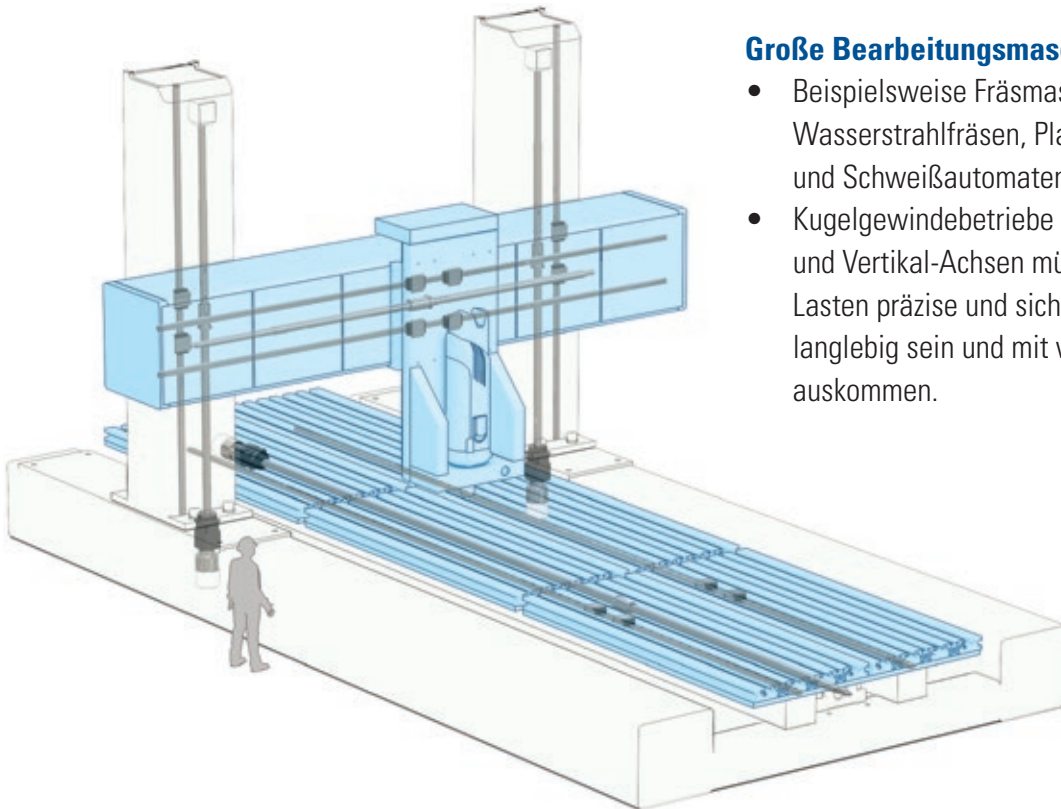 Große Bearbeitungsmas
• Beispielsweise Fräsmas
Wasserstrahlfräsen, Pla
und Schweißautomaten
• Kugelgewindebetriebe
und Vertikal-Achsen mü
Lasten präzise und sich
langlebig sein und mit v
auskommen.